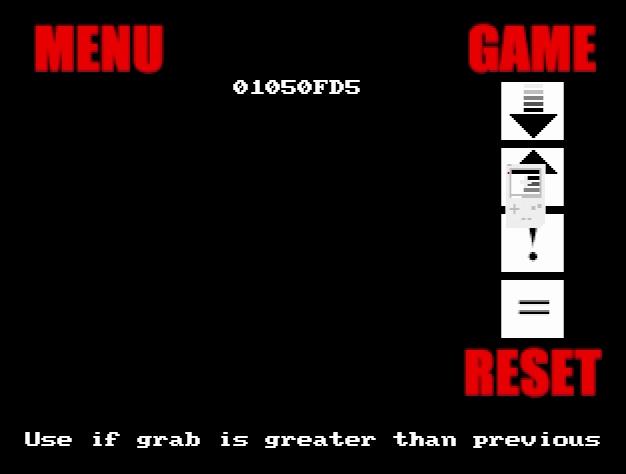 MENU
GAME
01050FD5
!
=
RESET
Use if grab is greater than previous